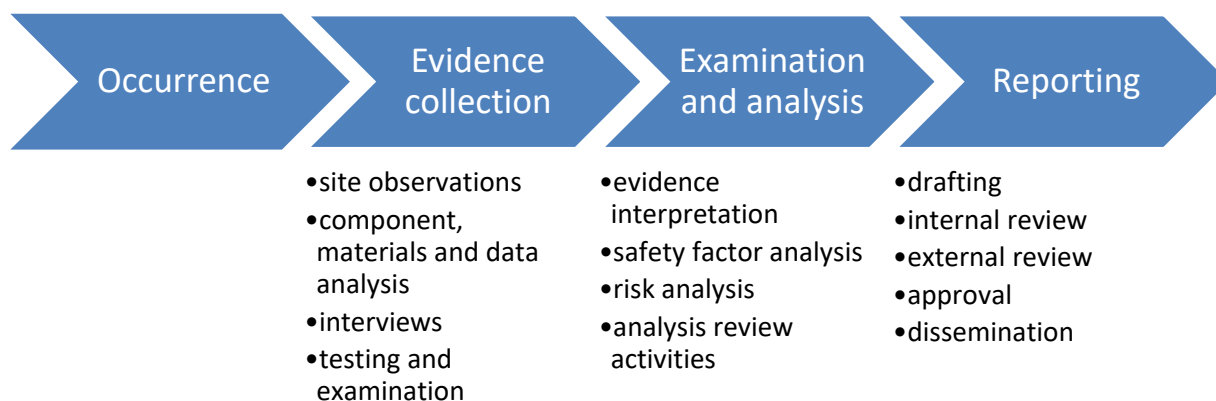 Occurrence
Evidence
collection
Examination
and analysis
Reporting
•site observations
•component,
materials and data
analysis
•interviews
•testing and
examination
•evidence
interpretation
•safety factor analysis
•risk analysis
•analysis review
activities
•drafting
•internal review
•external review
•approval
•dissemination